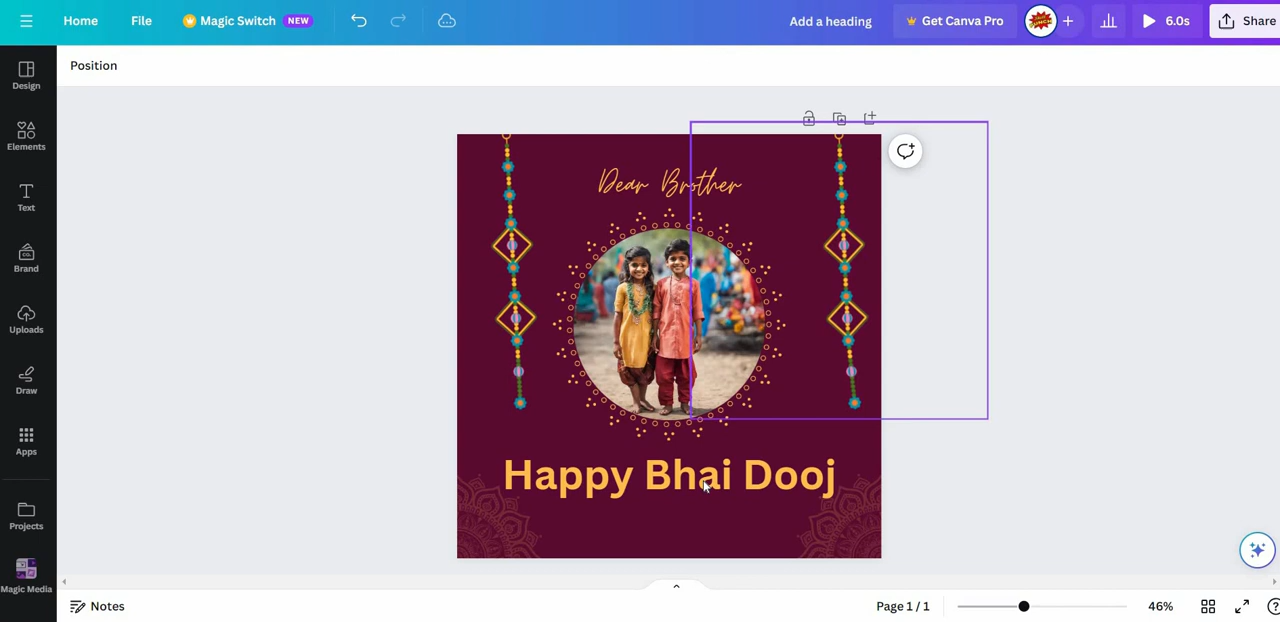 Home File Magic Switch NEW Add a heading Get Canva Pro 6.0s Share
Position
Design
Elements
Text
Brand
Uploads
Draw
Apps
Projects
Magic Media
Dear Brother
Happy Bhai Dooj
Notes Page 1 / 1 46%